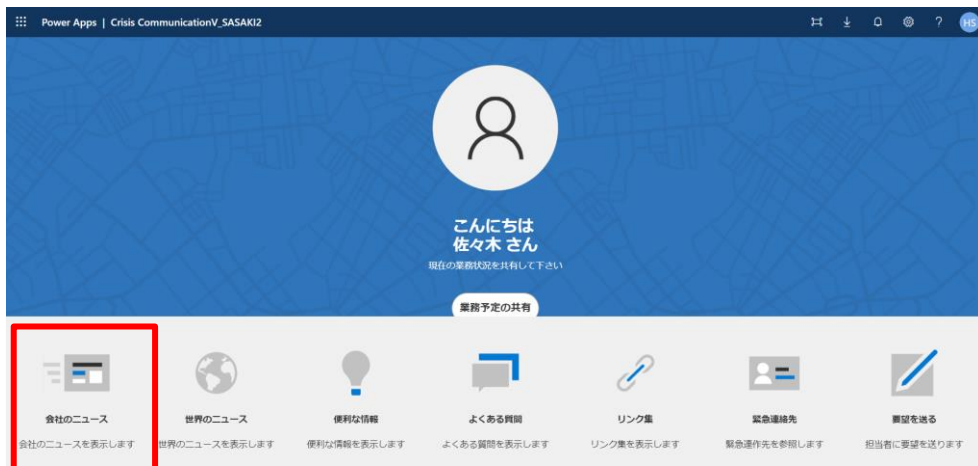 Power Apps | Crisis CommunicationV_SASAKI2
? HS
こんにちは
佐々木 さん
現在の業務状況を共有して下さい
業務予定の共有
会社のニュース 世界のニュース 便利な情報 よくある質問 リンク集 緊急連絡先 要望を送る
会社のニュースを表示します 世界のニュースを表示します 便利な情報を表示します よくある質問を表示します リンク集を表示します 緊急連作先を参照します 担当者に要望を送ります